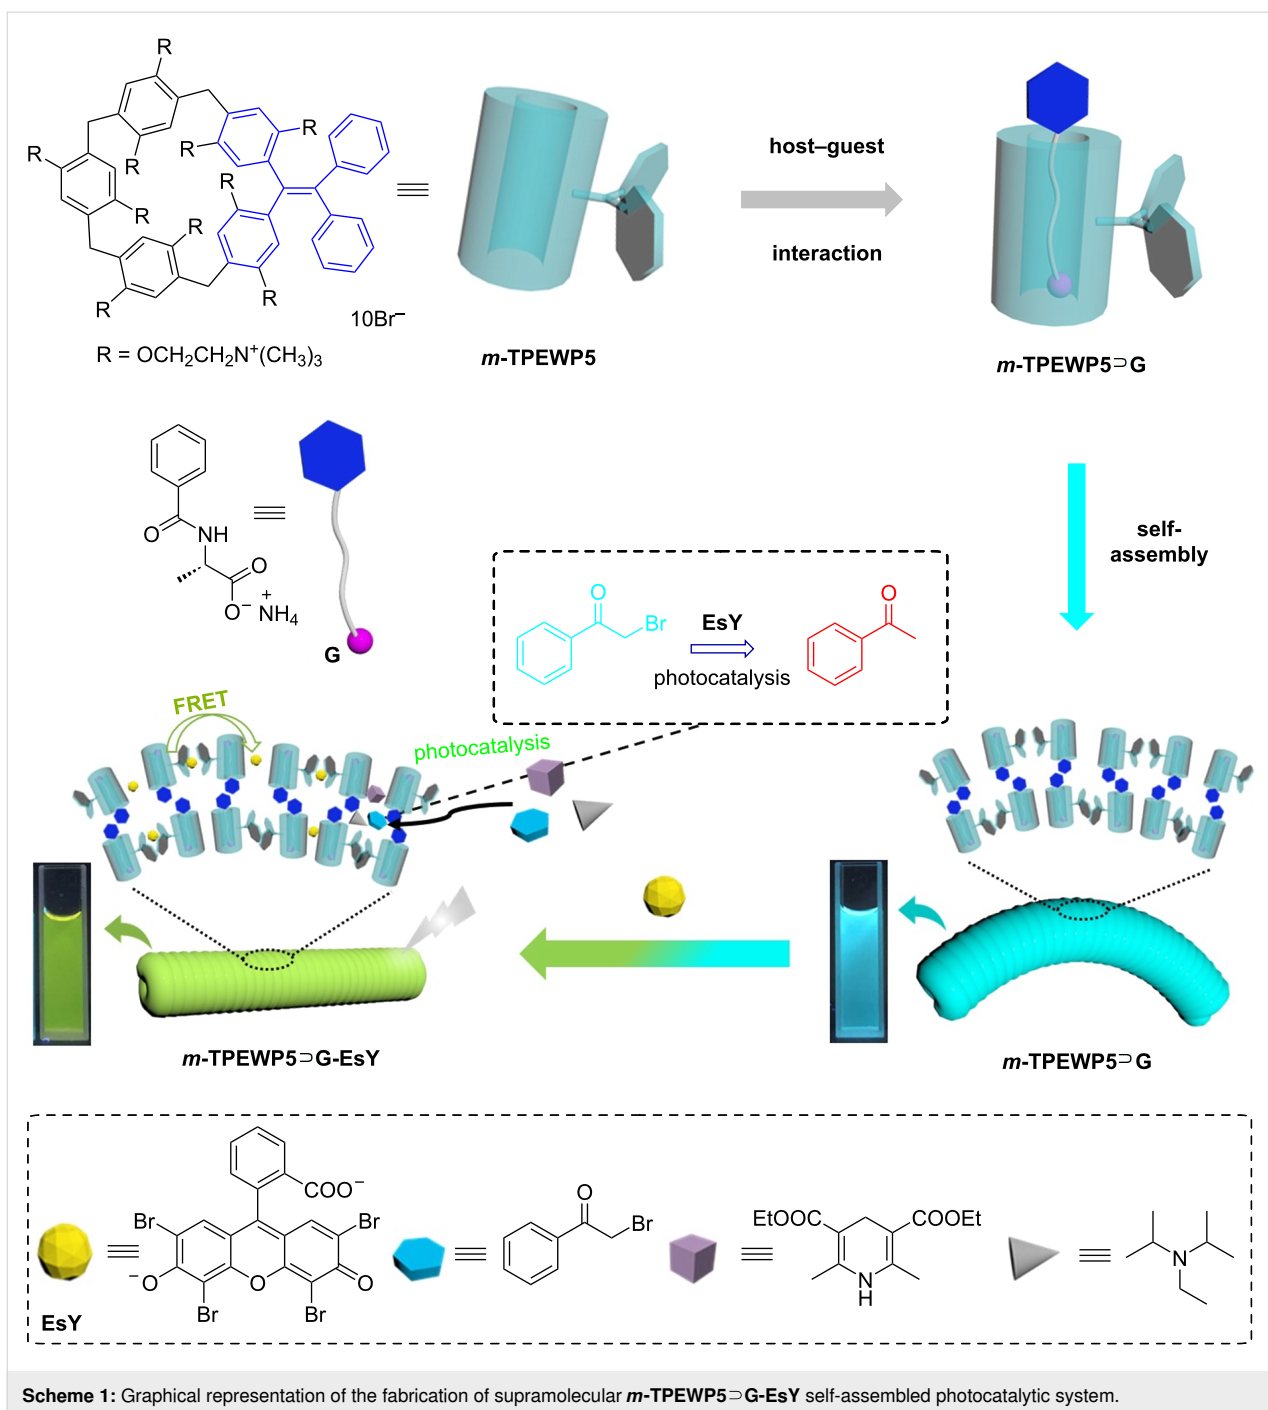 R
R
R
R
R
R
R
R
R
R
10Br⁻
R = OCH₂CH₂N⁺(CH₃)₃
m-TPEWP5
host–guest
interaction
m-TPEWP5⊃G
O
NH
O
O⁻
+
NH₄
G
self-
assembly
O
Br
EsY
photocatalysis
O
FRET
photocatalysis
m-TPEWP5⊃G-EsY
m-TPEWP5⊃G
COO⁻
Br
Br
⁻O
O
O
Br
Br
EsY
O
Br
EtOOC
COOEt
N
H
N
Scheme 1: Graphical representation of the fabrication of supramolecular m-TPEWP5⊃G-EsY self-assembled photocatalytic system.